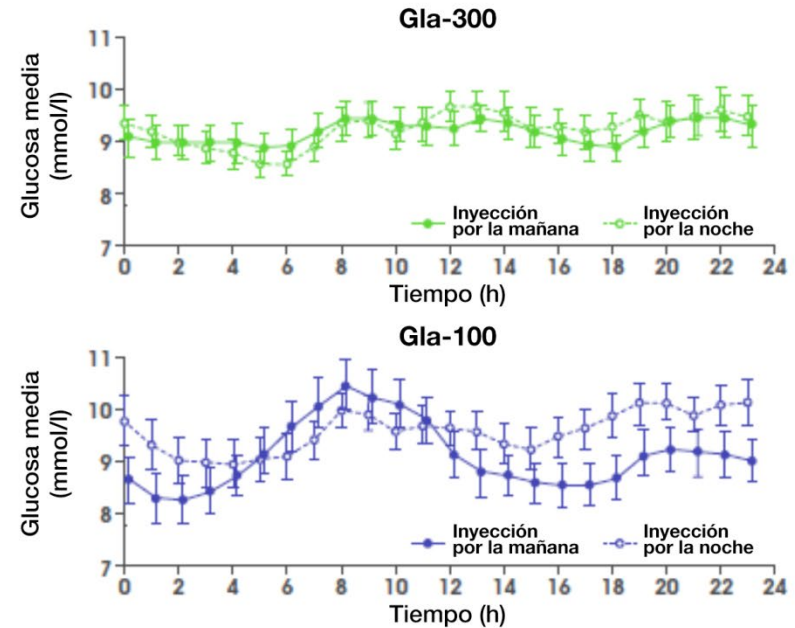 Gla-300
Glucosa media
(mmol/l)
11
10
9
8
7
Inyección
por la mañana
Inyección
por la noche
0 2 4 6 8 10 12 14 16 18 20 22 24
Tiempo (h)
Gla-100
Glucosa media
(mmol/l)
11
10
9
8
7
Inyección
por la mañana
Inyección
por la noche
0 2 4 6 8 10 12 14 16 18 20 22 24
Tiempo (h)